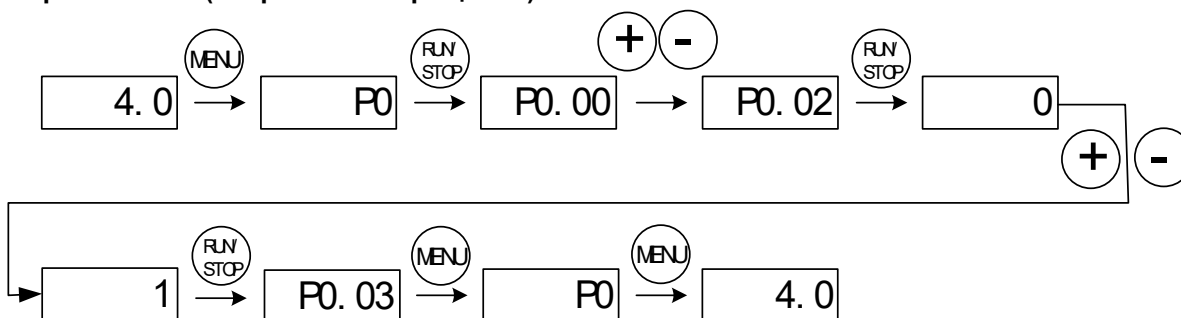 MENU RUN/ STOP + - RUN/ STOP
4. 0 P0 P0. 00 P0. 02 0
+ -
RUN/ STOP MENU MENU
1 P0. 03 P0 4. 0